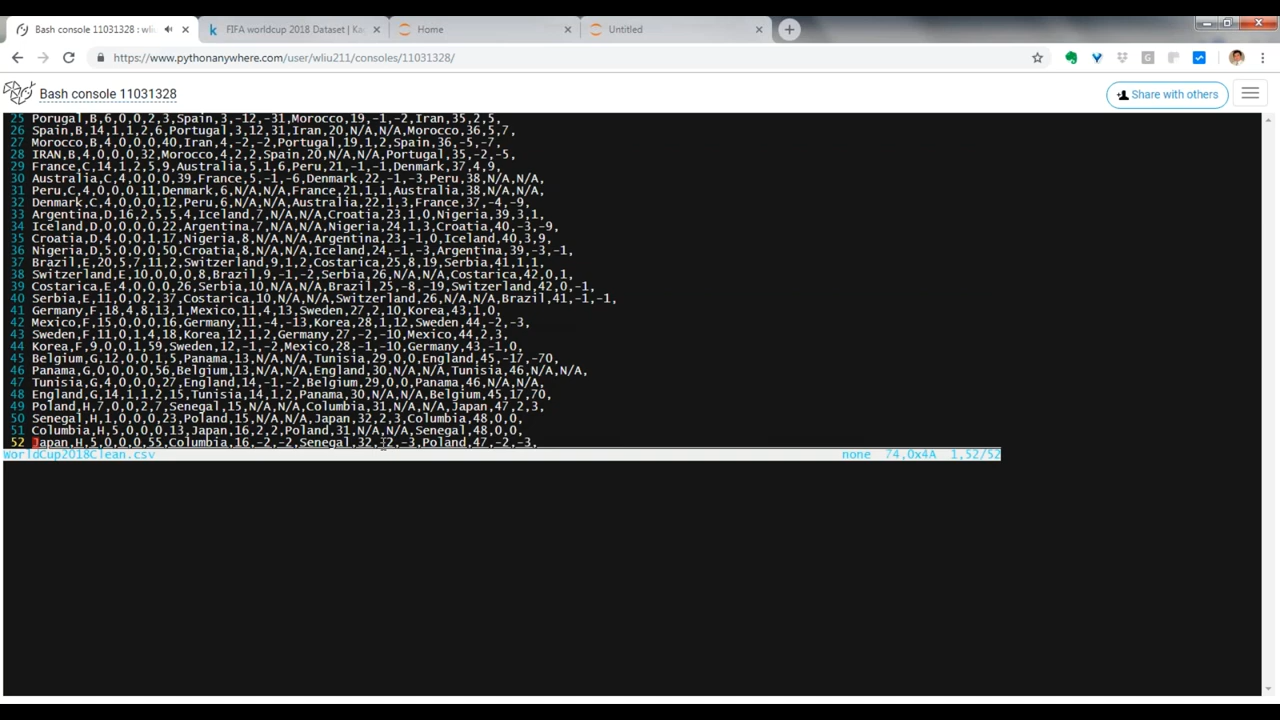 Bash console 11031328 : wli
FIFA worldcup 2018 Dataset | Kag
Home
Untitled
https://www.pythonanywhere.com/user/wliu211/consoles/11031328/
Bash console 11031328
Share with others
25 Porugal,B,6,0,0,2,3,Spain,3,-12,-31,Morocco,19,-1,-2,Iran,35,2,5,
26 Spain,B,14,1,1,2,6,Portugal,3,12,31,Iran,20,N/A,N/A,Morocco,36,5,7,
27 Morocco,B,4,0,0,0,40,Iran,4,-2,-2,Portugal,19,1,2,Spain,36,-5,-7,
28 IRAN,B,4,0,0,0,32,Morocco,4,2,2,Spain,20,N/A,N/A,Portugal,35,-2,-5,
29 France,C,14,1,2,5,9,Australia,5,1,6,Peru,21,-1,-1,Denmark,37,4,9,
30 Australia,C,4,0,0,0,39,France,5,-1,-6,Denmark,22,-1,-3,Peru,38,N/A,N/A,
31 Peru,C,4,0,0,0,11,Denmark,6,N/A,N/A,France,21,1,1,Australia,38,N/A,N/A,
32 Denmark,C,4,0,0,0,12,Peru,6,N/A,N/A,Australia,22,1,3,France,37,-4,-9,
33 Argentina,D,16,2,5,5,4,Iceland,7,N/A,N/A,Croatia,23,1,0,Nigeria,39,3,1,
34 Iceland,D,0,0,0,0,22,Argentina,7,N/A,N/A,Nigeria,24,1,3,Croatia,40,-3,-9,
35 Croatia,D,4,0,0,1,17,Nigeria,8,N/A,N/A,Argentina,23,-1,0,Iceland,40,3,9,
36 Nigeria,D,5,0,0,0,50,Croatia,8,N/A,N/A,Iceland,24,-1,-3,Argentina,39,-3,-1,
37 Brazil,E,20,5,7,11,2,Switzerland,9,1,2,Costarica,25,8,19,Serbia,41,1,1,
38 Switzerland,E,10,0,0,0,8,Brazil,9,-1,-2,Serbia,26,N/A,N/A,Costarica,42,0,1,
39 Costarica,E,4,0,0,0,26,Serbia,10,N/A,N/A,Brazil,25,-8,-19,Switzerland,42,0,-1,
40 Serbia,E,11,0,0,2,37,Costarica,10,N/A,N/A,Switzerland,26,N/A,N/A,Brazil,41,-1,-1,
41 Germany,F,18,4,8,13,1,Mexico,11,4,13,Sweden,27,2,10,Korea,43,1,0,
42 Mexico,F,15,0,0,0,16,Germany,11,-4,-13,Korea,28,1,12,Sweden,44,-2,-3,
43 Sweden,F,11,0,1,4,18,Korea,12,1,2,Germany,27,-2,-10,Mexico,44,2,3,
44 Korea,F,9,0,0,1,59,Sweden,12,-1,-2,Mexico,28,-1,-10,Germany,43,-1,0,
45 Belgium,G,12,0,0,1,5,Panama,13,N/A,N/A,Tunisia,29,0,0,England,45,-17,-70,
46 Panama,G,0,0,0,0,56,Belgium,13,N/A,N/A,England,30,N/A,N/A,Tunisia,46,N/A,N/A,
47 Tunisia,G,4,0,0,0,27,England,14,-1,-2,Belgium,29,0,0,Panama,46,N/A,N/A,
48 England,G,14,1,1,2,15,Tunisia,14,1,2,Panama,30,N/A,N/A,Belgium,45,17,70,
49 Poland,H,7,0,0,2,7,Senegal,15,N/A,N/A,Columbia,31,N/A,N/A,Japan,47,2,3,
50 Senegal,H,1,0,0,0,23,Poland,15,N/A,N/A,Japan,32,2,3,Columbia,48,0,0,
51 Columbia,H,5,0,0,0,13,Japan,16,2,2,Poland,31,N/A,N/A,Senegal,48,0,0,
52 Japan,H,5,0,0,0,55,Columbia,16,-2,-2,Senegal,32,-2,-3,Poland,47,-2,-3,
WorldCup2018Clean.csv none 74,0x4A 1,52/52